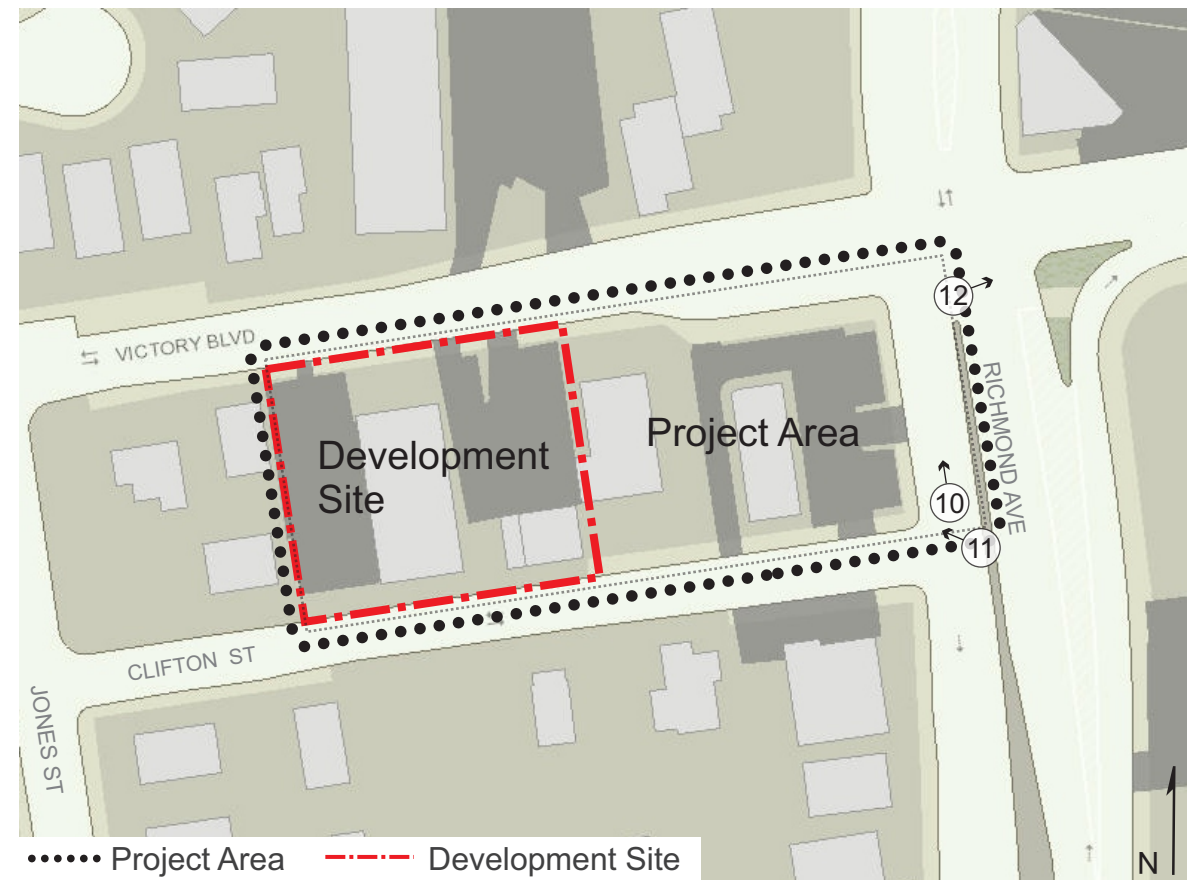 12
VICTORY BLVD
RICHMOND AVE
Development
Site
Project Area
10
11
CLIFTON ST
JONES ST
Project Area
Development Site
N